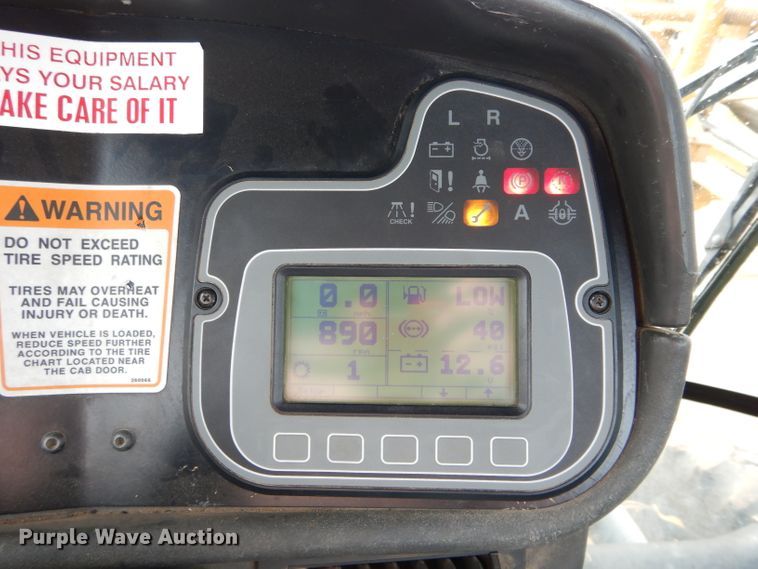 HIS EQUIPMENT
YS YOUR SALARY
AKE CARE OF IT
WARNING
DO NOT EXCEED
TIRE SPEED RATING
TIRES MAY OVERHEAT
AND FAIL CAUSING
INJURY OR DEATH.
WHEN VEHICLE IS LOADED,
REDUCE SPEED FURTHER
ACCORDING TO THE TIRE
CHART LOCATED NEAR
THE CAB DOOR.
L R
P
CHECK
A
0.0 LOW
890 40
rpm
1 12.6
V
Purple Wave Auction